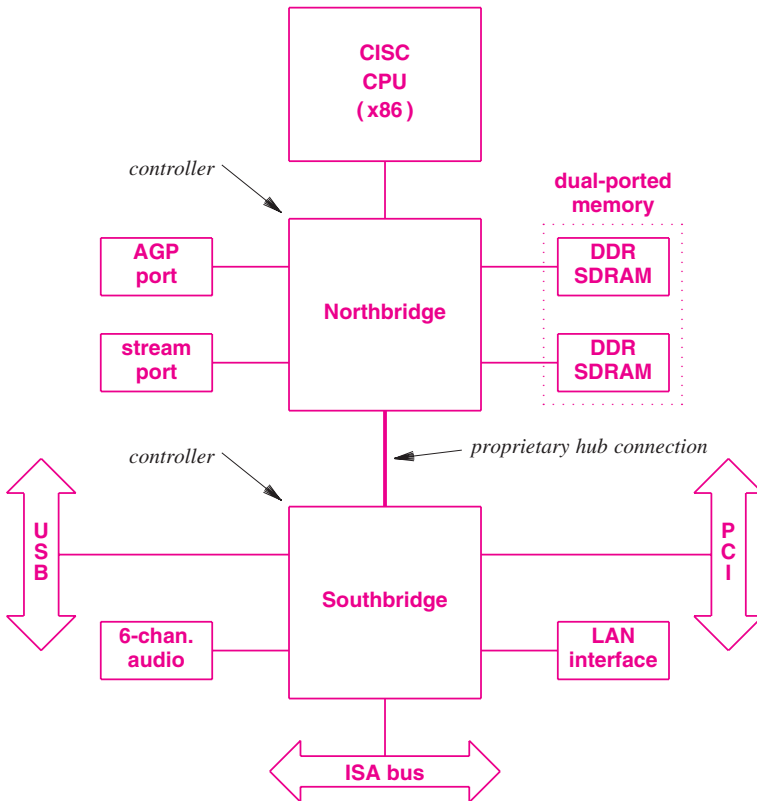 CISC
CPU
( x86 )
controller
dual-ported
memory
AGP
port
DDR
SDRAM
Northbridge
stream
port
DDR
SDRAM
controller
proprietary hub connection
U
S
B
P
C
I
Southbridge
6-chan.
audio
LAN
interface
ISA bus